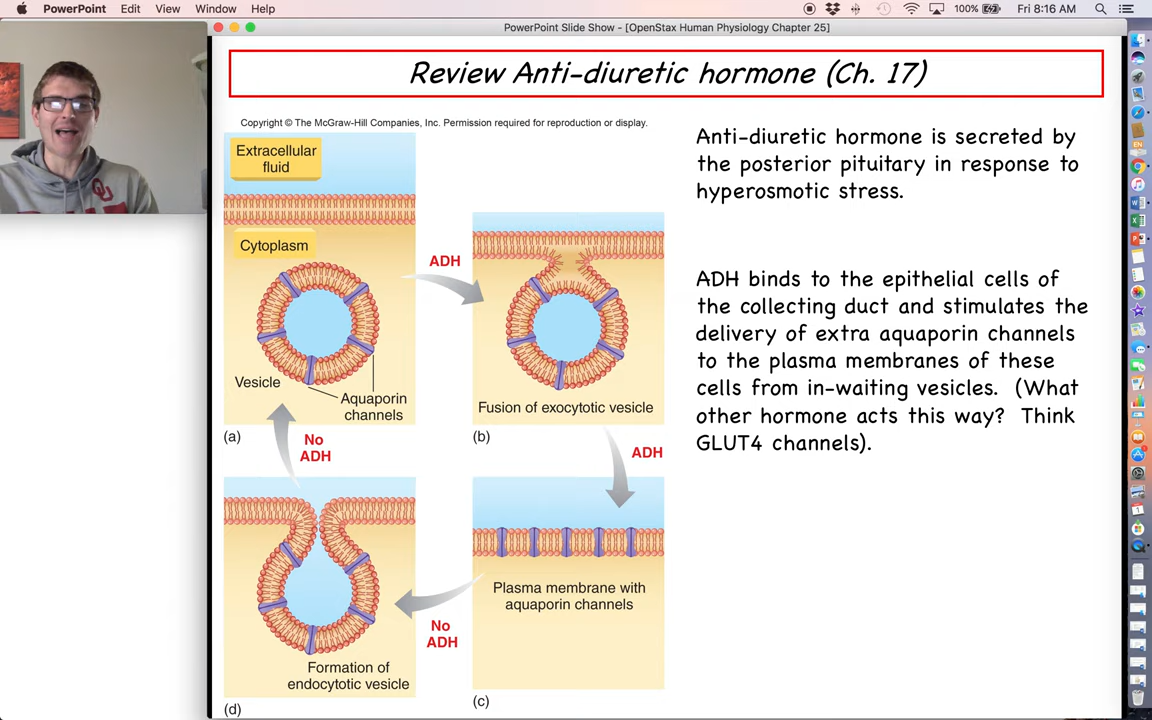 PowerPoint Edit View Window Help 100% Fri 8:16 AM
PowerPoint Slide Show - [OpenStax Human Physiology Chapter 25]
Review Anti-diuretic hormone (Ch. 17)
Copyright © The McGraw-Hill Companies, Inc. Permission required for reproduction or display.
Extracellular
fluid
Cytoplasm
Vesicle
Aquaporin
channels
(a)
ADH
Fusion of exocytotic vesicle
(b)
ADH
Plasma membrane with
aquaporin channels
(c)
No
ADH
Formation of
endocytotic vesicle
(d)
No
ADH
Anti-diuretic hormone is secreted by
the posterior pituitary in response to
hyperosmotic stress.
ADH binds to the epithelial cells of
the collecting duct and stimulates the
delivery of extra aquaporin channels
to the plasma membranes of these
cells from in-waiting vesicles. (What
other hormone acts this way? Think
GLUT4 channels).
OU